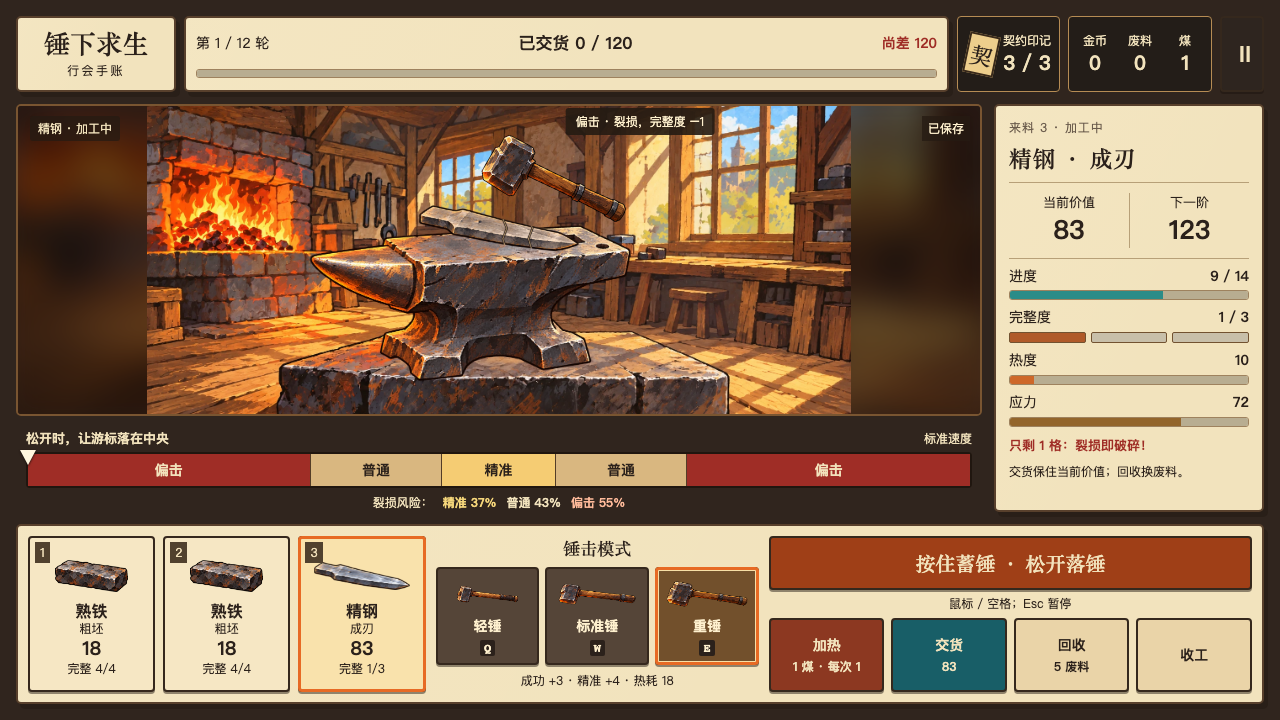 锤下求生
行会手账
第 1 / 12 轮
已交货 0 / 120
尚差 120
契
契约印记
3 / 3
金币 废料 煤
0 0 1
II
精钢 · 加工中
偏击 · 裂损，完整度 −1
已保存
来料 3 · 加工中
精钢 · 成刃
当前价值 下一阶
83 123
进度 9 / 14
完整度 1 / 3
热度 10
应力 72
只剩 1 格：裂损即破碎！
交货保住当前价值；回收换废料。
松开时，让游标落在中央
标准速度
偏击 普通 精准 普通 偏击
裂损风险： 精准 37% 普通 43% 偏击 55%
1
熟铁
粗坯
18
完整 4/4
2
熟铁
粗坯
18
完整 4/4
3
精钢
成刃
83
完整 1/3
锤击模式
轻锤 标准锤 重锤
Q W E
成功 +3 · 精准 +4 · 热耗 18
按住蓄锤 · 松开落锤
鼠标 / 空格；Esc 暂停
加热
1 煤 · 每次 1
交货
83
回收
5 废料
收工